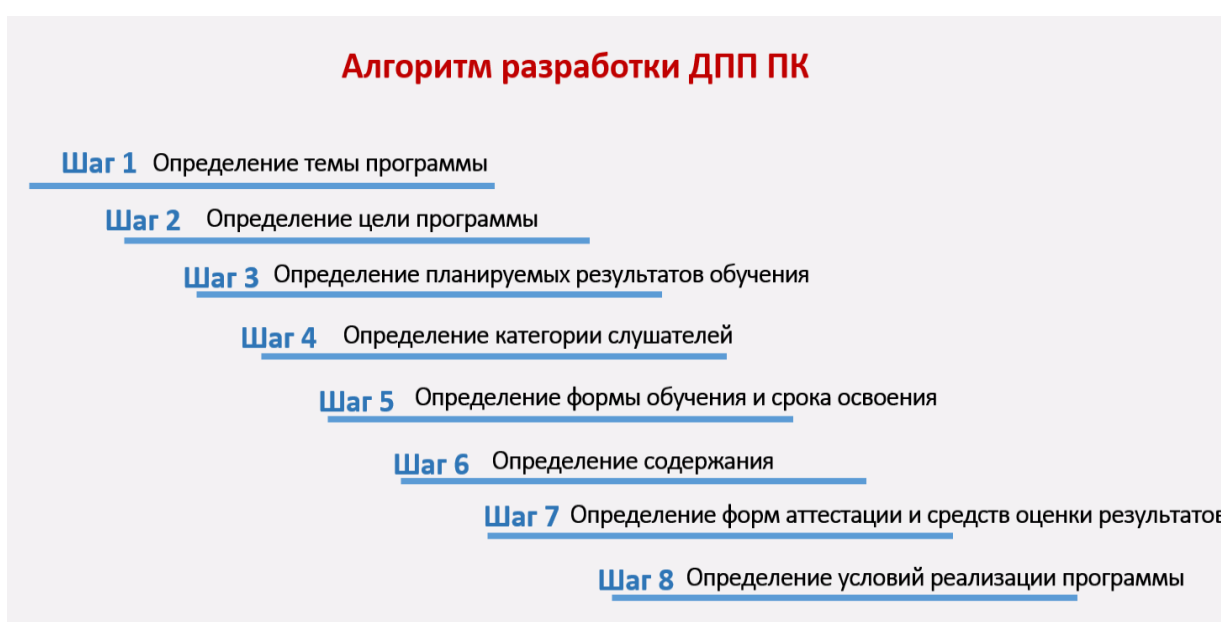 Алгоритм разработки ДПП ПК
Шаг 1 Определение темы программы
Шаг 2 Определение цели программы
Шаг 3 Определение планируемых результатов обучения
Шаг 4 Определение категории слушателей
Шаг 5 Определение формы обучения и срока освоения
Шаг 6 Определение содержания
Шаг 7 Определение форм аттестации и средств оценки результатов
Шаг 8 Определение условий реализации программы